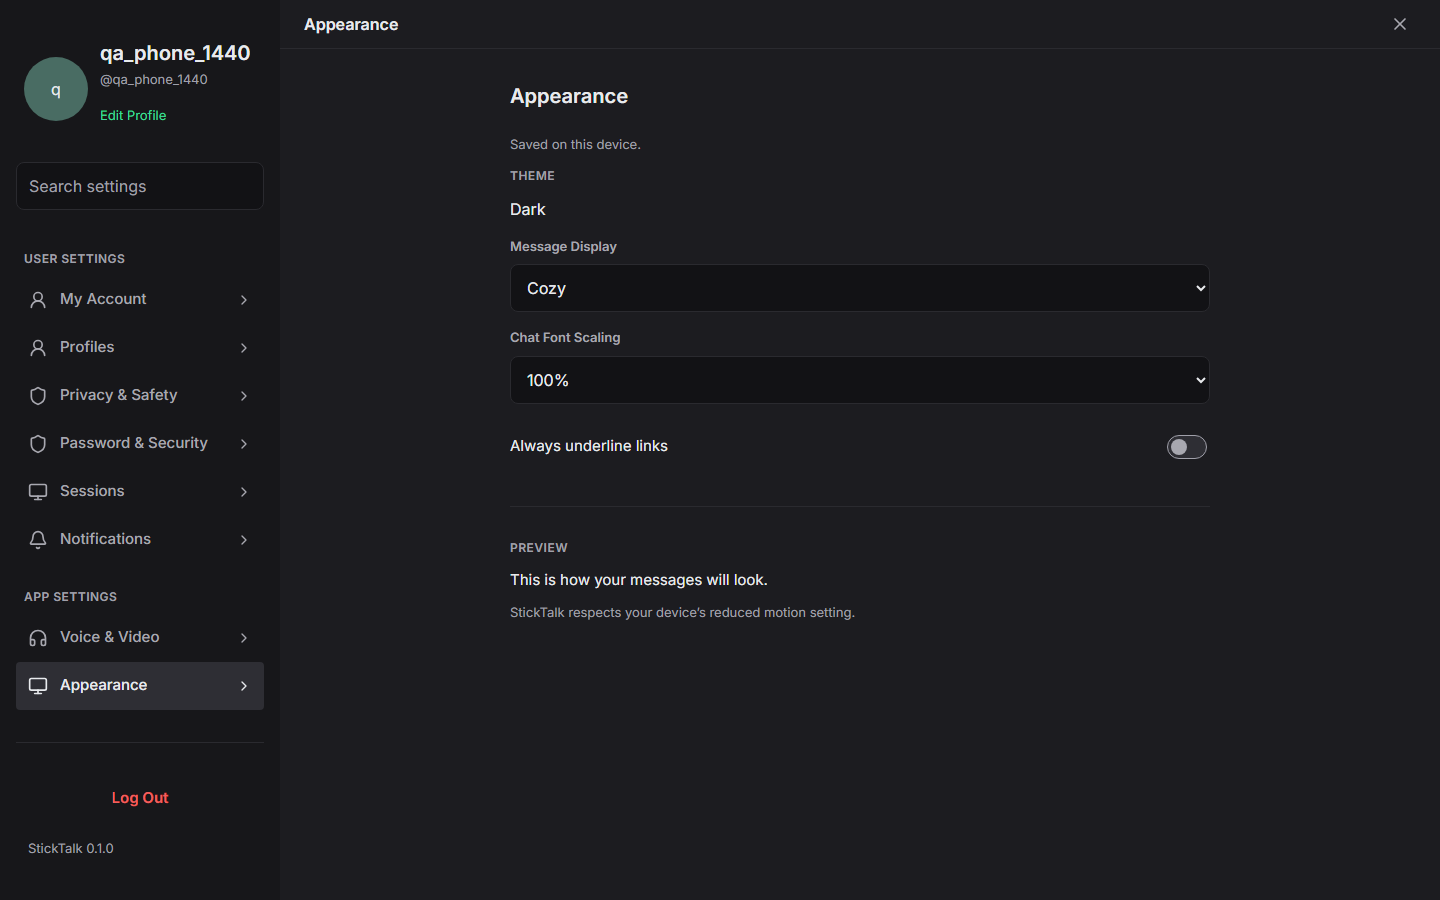 qa_phone_1440
@qa_phone_1440
q
Edit Profile
Search settings
USER SETTINGS
My Account
Profiles
Privacy & Safety
Password & Security
Sessions
Notifications
APP SETTINGS
Voice & Video
Appearance
Log Out
StickTalk 0.1.0
Appearance
Appearance
Saved on this device.
THEME
Dark
Message Display
Cozy
Chat Font Scaling
100%
Always underline links
PREVIEW
This is how your messages will look.
StickTalk respects your device’s reduced motion setting.